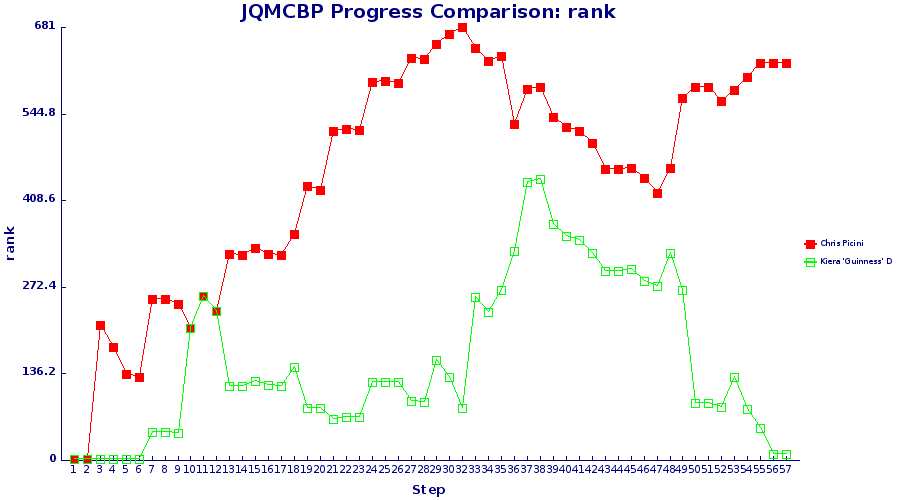 JQMCBP Progress Comparison: rank
681
544.8
408.6
272.4
136.2
0
rank
1 2 3 4 5 6 7 8 9 10 11 12 13 14 15 16 17 18 19 20 21 22 23 24 25 26 27 28 29 30 31 32 33 34 35 36 37 38 39 40 41 42 43 44 45 46 47 48 49 50 51 52 53 54 55 56 57
Step
Chris Picini
Kiera 'Guinness' D